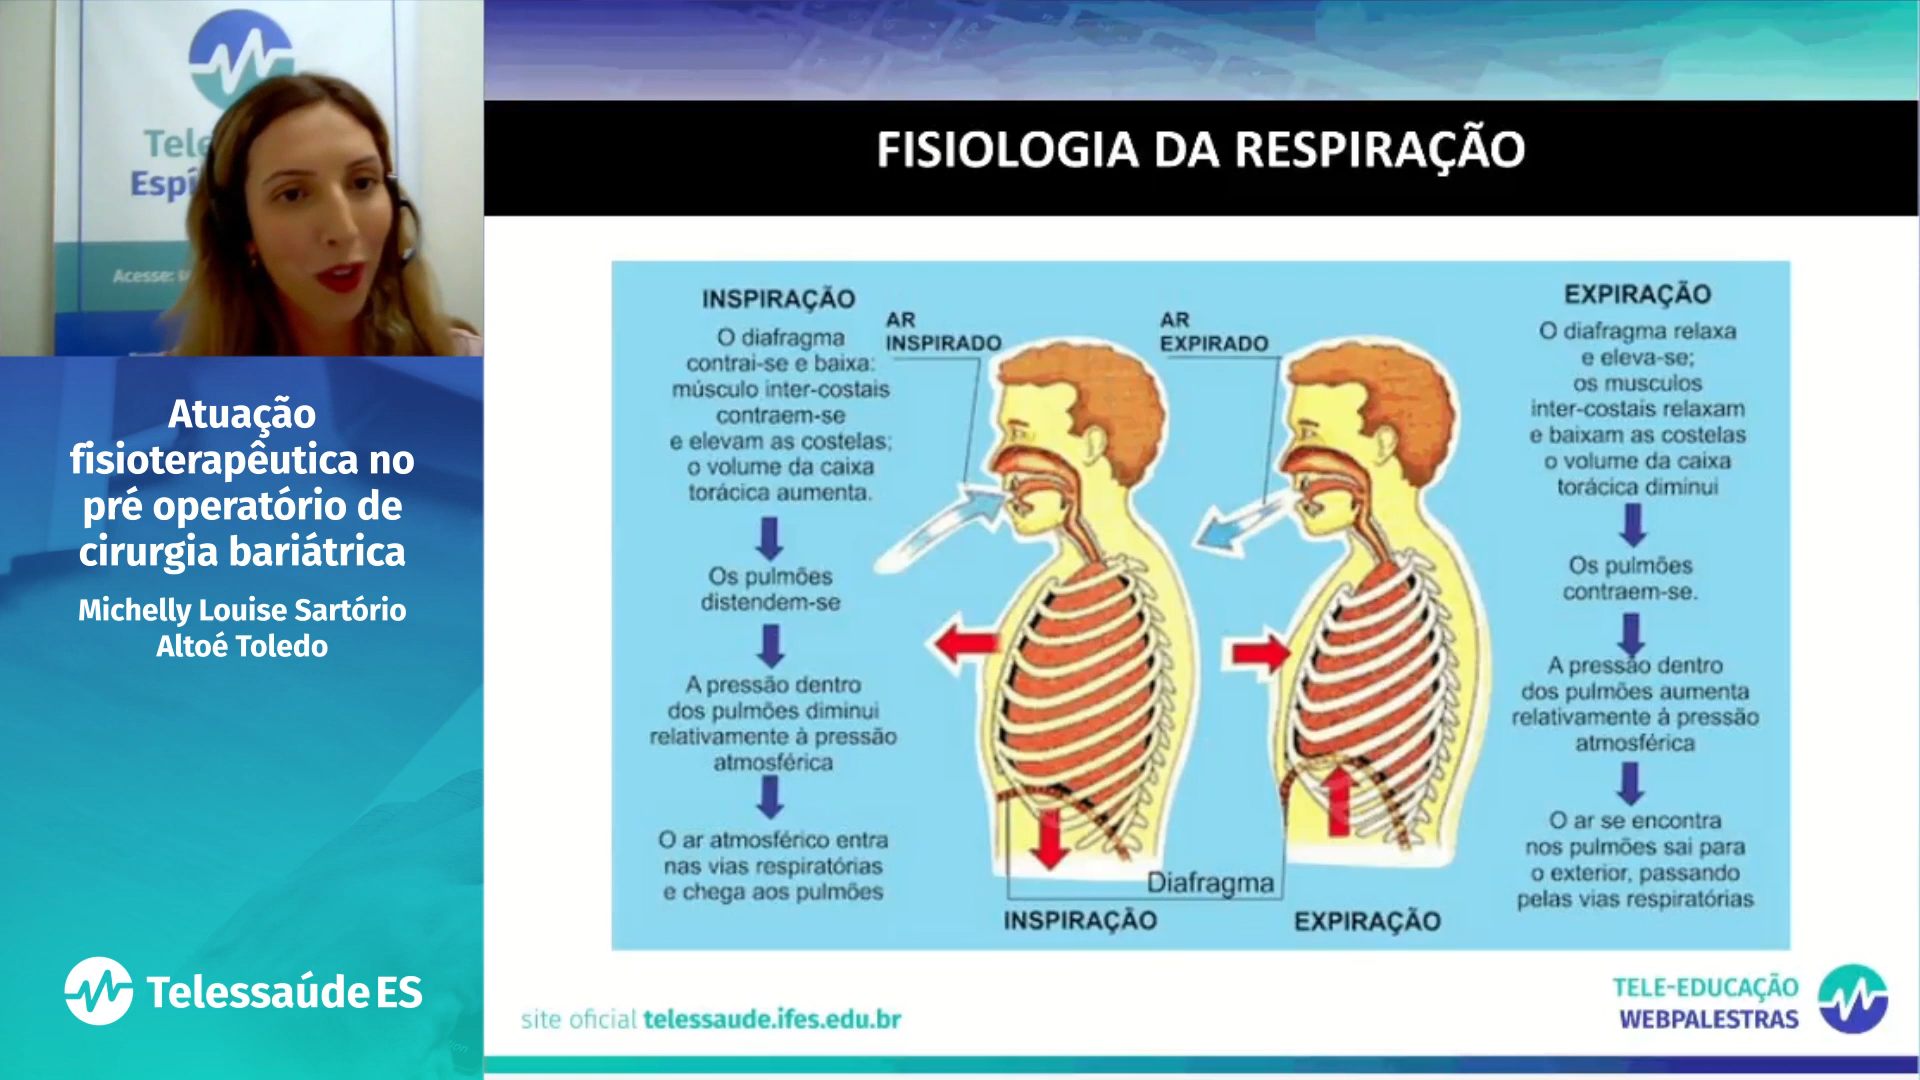 Acesse:
Atuação
fisioterapêutica no
pré operatório de
cirurgia bariátrica
Michelly Louise Sartório
Altoé Toledo
Telessaúde ES
FISIOLOGIA DA RESPIRAÇÃO
INSPIRAÇÃO
O diafragma
contrai-se e baixa:
músculo inter-costais
contraem-se
e elevam as costelas;
o volume da caixa
torácica aumenta.
Os pulmões
distendem-se
A pressão dentro
dos pulmões diminui
relativamente à pressão
atmosférica
O ar atmosférico entra
nas vias respiratórias
e chega aos pulmões
AR
INSPIRADO
AR
EXPIRADO
Diafragma
INSPIRAÇÃO
EXPIRAÇÃO
EXPIRAÇÃO
O diafragma relaxa
e eleva-se;
os musculos
inter-costais relaxam
e baixam as costelas
o volume da caixa
torácica diminui
Os pulmões
contraem-se.
A pressão dentro
dos pulmões aumenta
relativamente à pressão
atmosférica
O ar se encontra
nos pulmões sai para
o exterior, passando
pelas vias respiratórias
site oficial telessaude.ifes.edu.br
TELE-EDUCAÇÃO
WEBPALESTRAS